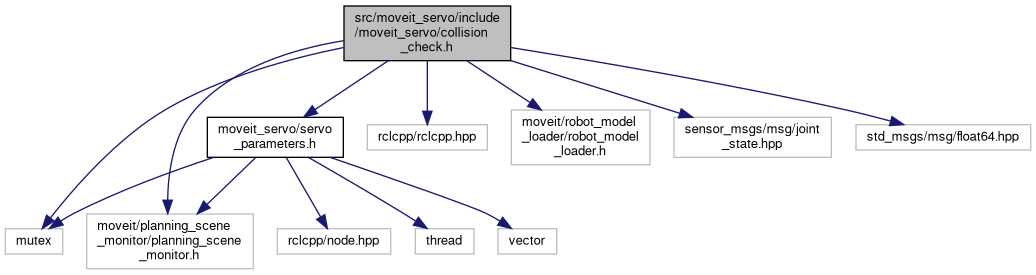 src/moveit_servo/include
/moveit_servo/collision
_check.h
moveit_servo/servo
_parameters.h
rclcpp/rclcpp.hpp
moveit/robot_model
_loader/robot_model
_loader.h
sensor_msgs/msg/joint
_state.hpp
std_msgs/msg/float64.hpp
mutex
moveit/planning_scene
_monitor/planning_scene
_monitor.h
rclcpp/node.hpp
thread
vector